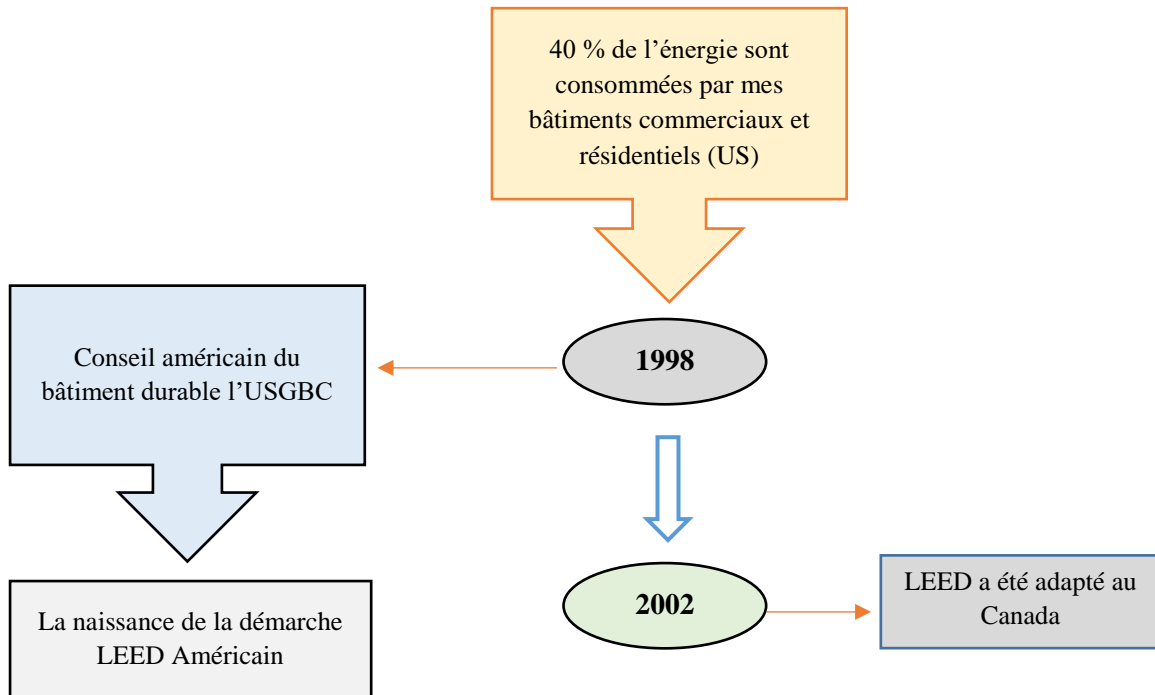 40 % de l’énergie sont
consommées par mes
bâtiments commerciaux et
résidentiels (US)
1998
Conseil américain du
bâtiment durable l’USGBC
La naissance de la démarche
LEED Américain
2002
LEED a été adapté au
Canada